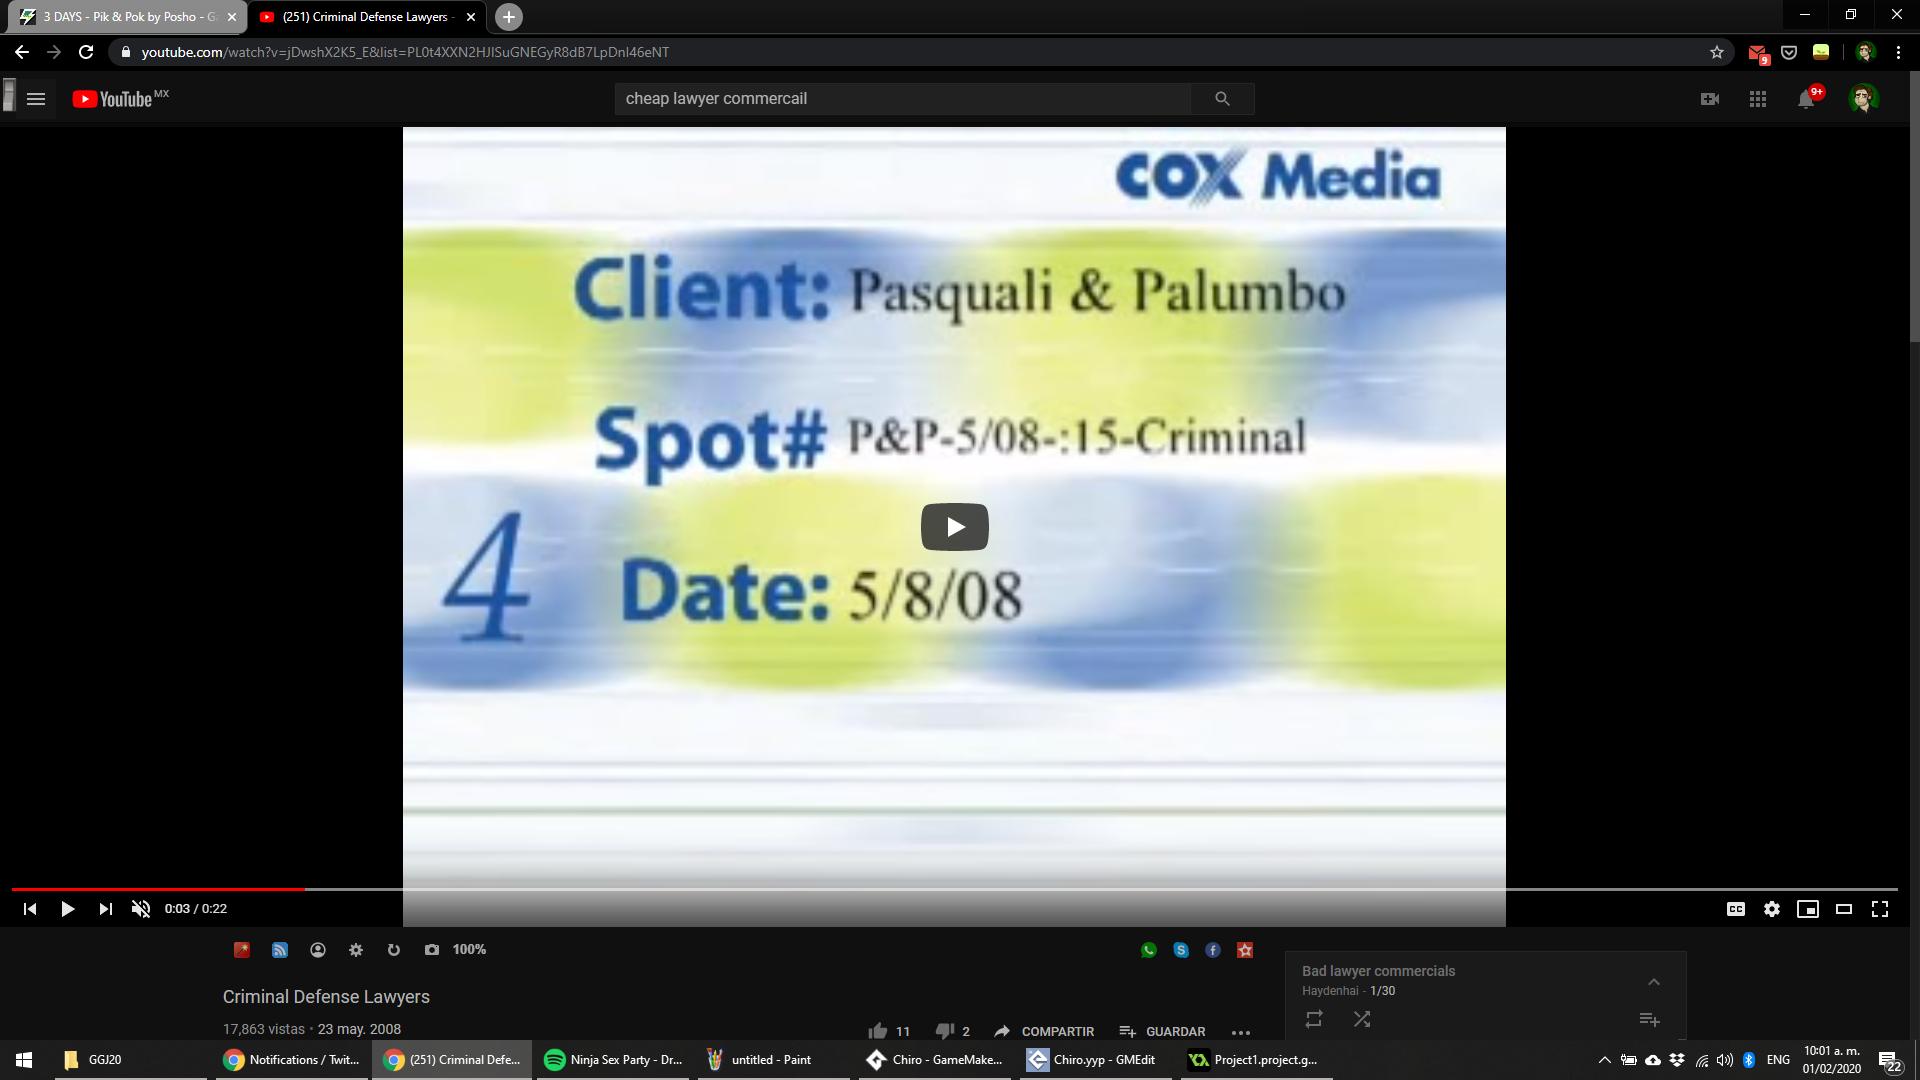 3 DAYS - Pik & Pok by Posho - Ga
(251) Criminal Defense Lawyers -
youtube.com/watch?v=jDwshX2K5_E&list=PL0t4XXN2HJISuGNEGyR8dB7LpDnI46eNT
9
YouTube MX
cheap lawyer commercail
9+
COX Media
Client: Pasquali & Palumbo
Spot# P&P-5/08-:15-Criminal
4
Date: 5/8/08
0:03 / 0:22
CC
100%
Criminal Defense Lawyers
17,863 vistas • 23 may. 2008
11
2
COMPARTIR
GUARDAR
Bad lawyer commercials
Haydenhai - 1/30
GGJ20
Notifications / Twit...
(251) Criminal Defe...
Ninja Sex Party - Dr...
untitled - Paint
Chiro - GameMake...
Chiro.yyp - GMEdit
Project1.project.g...
ENG
10:01 a. m.
01/02/2020
22